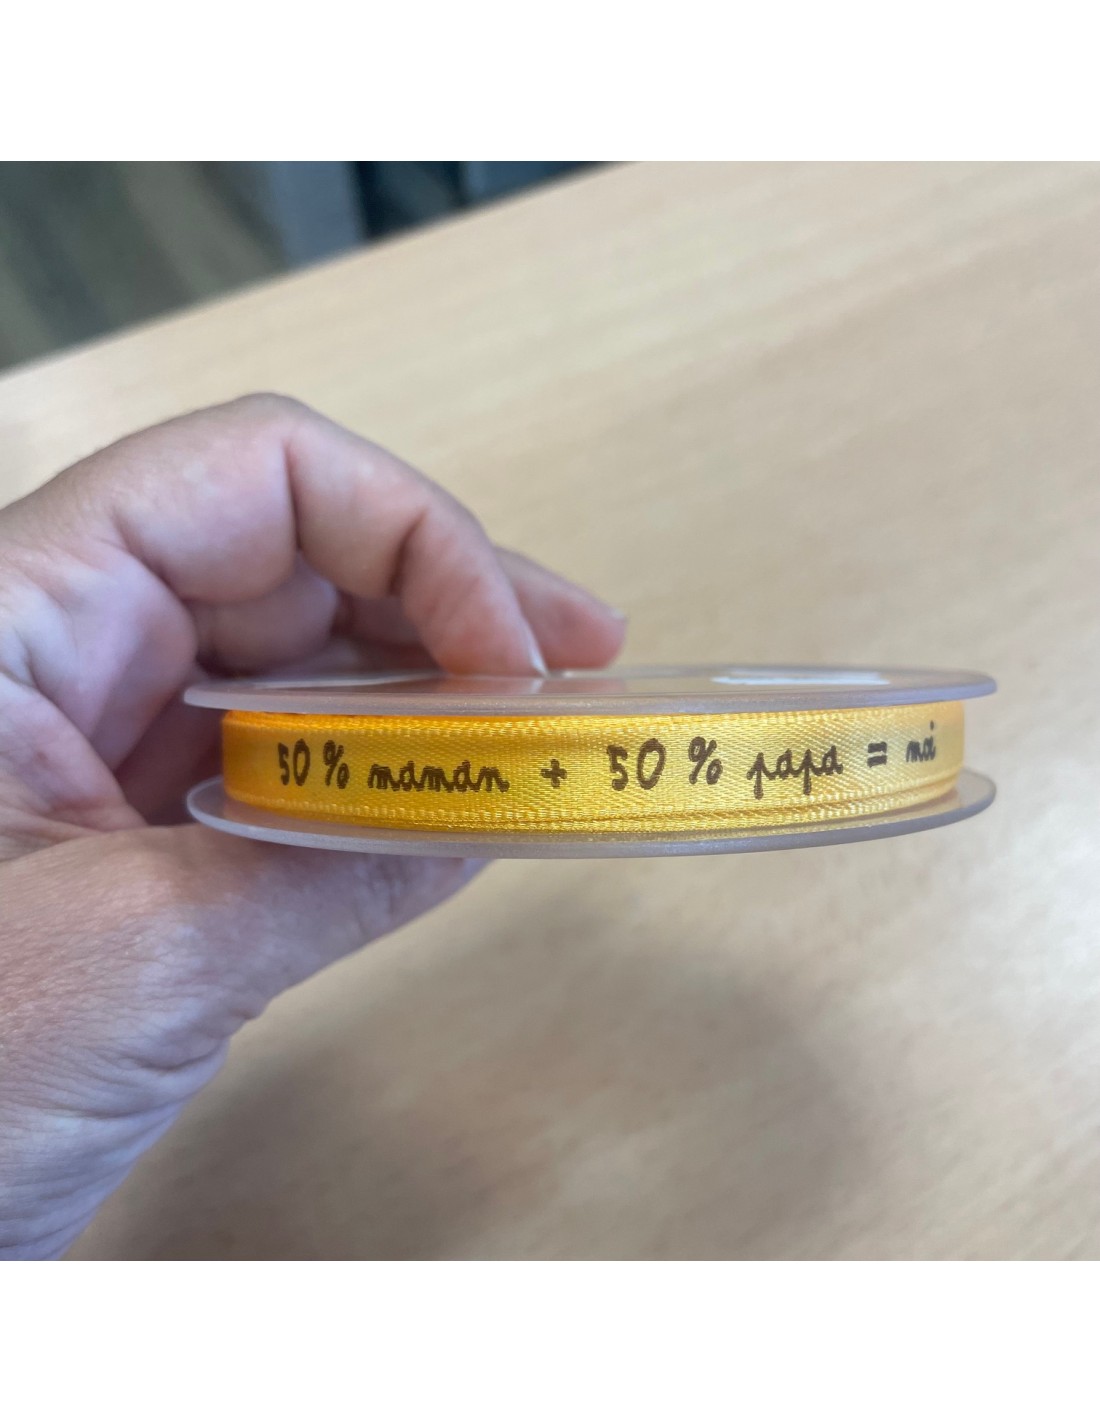 50 % maman + 50 % papa = moi